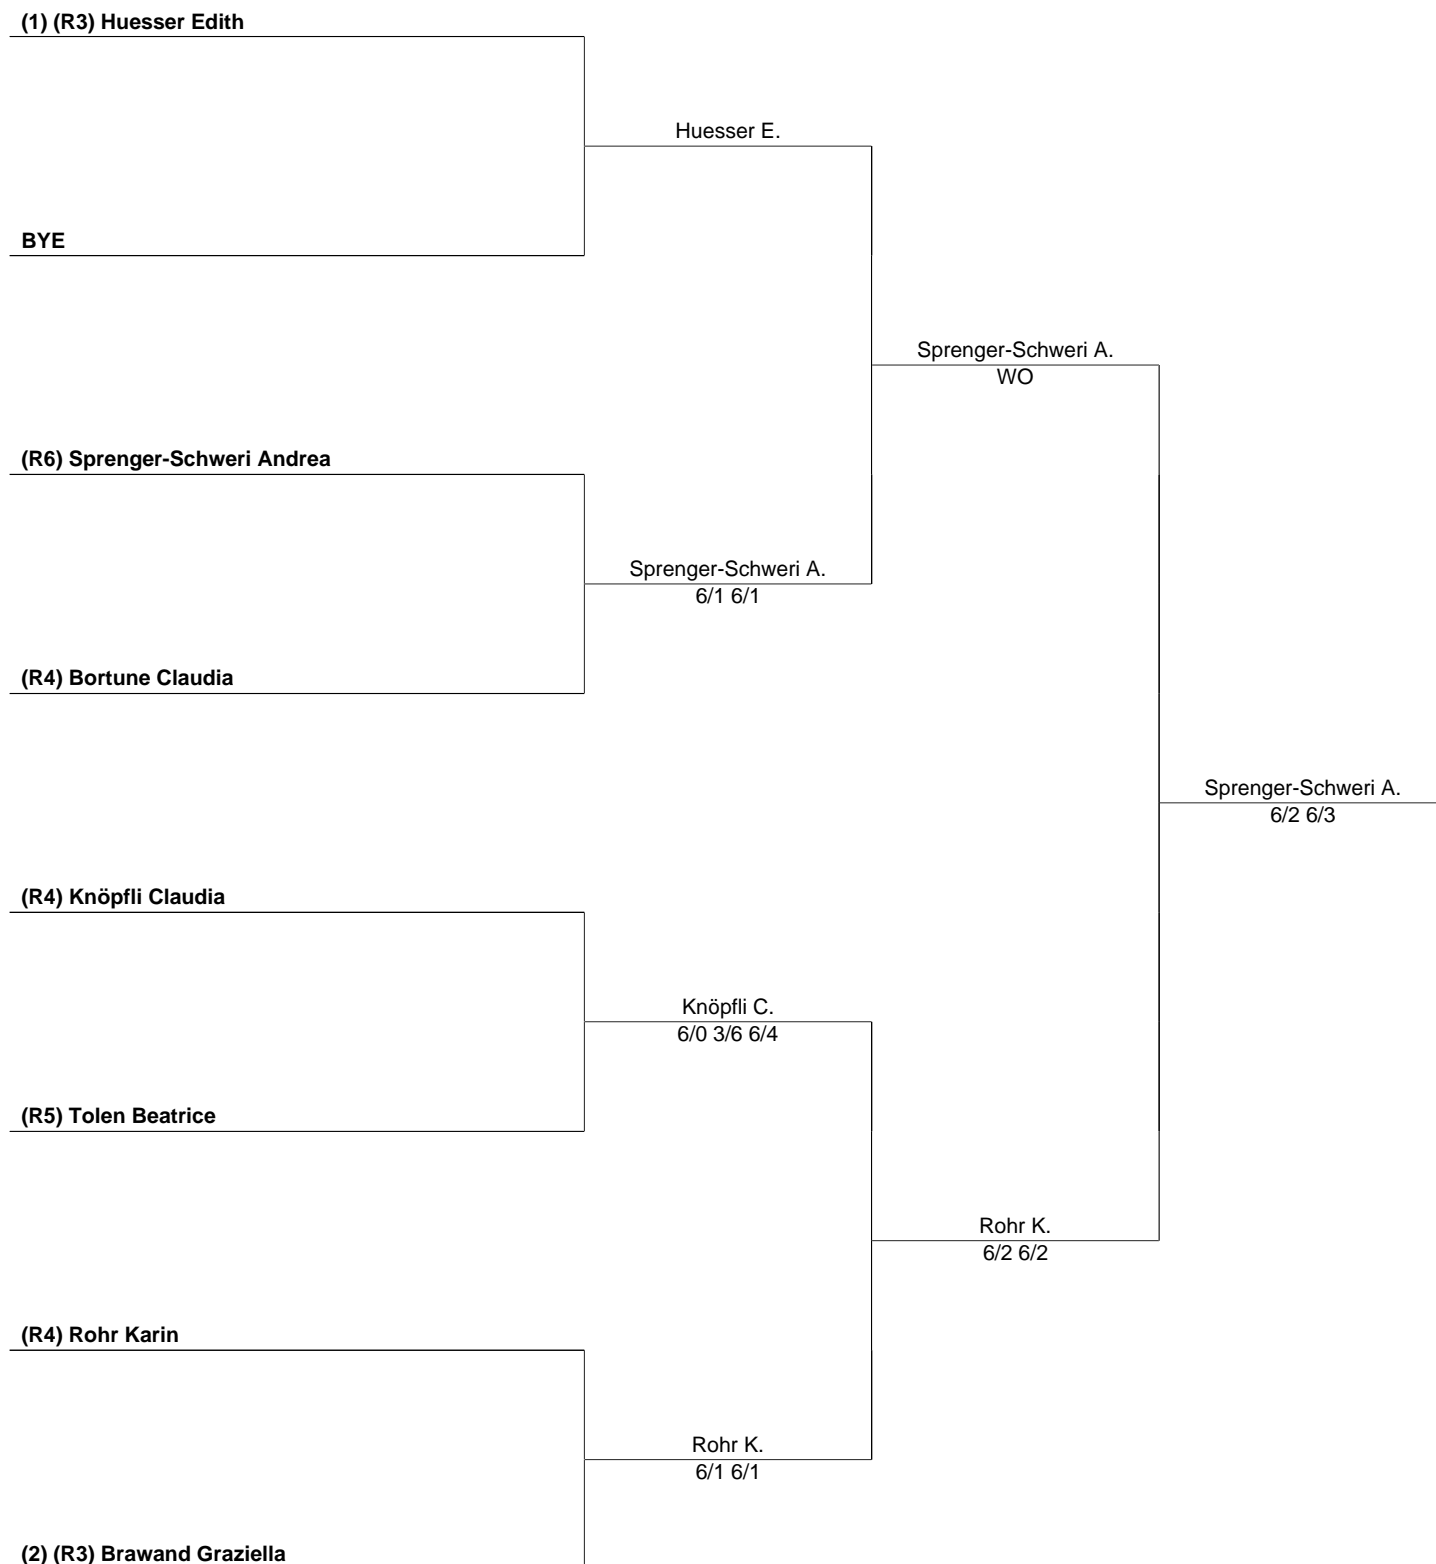 (1) (R3) Huesser Edith
Huesser E.
BYE
Sprenger-Schweri A.
WO
(R6) Sprenger-Schweri Andrea
Sprenger-Schweri A.
6/1 6/1
(R4) Bortune Claudia
Sprenger-Schweri A.
6/2 6/3
(R4) Knöpfli Claudia
Knöpfli C.
6/0 3/6 6/4
(R5) Tolen Beatrice
Rohr K.
6/2 6/2
(R4) Rohr Karin
Rohr K.
6/1 6/1
(2) (R3) Brawand Graziella